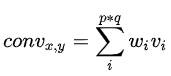 conv_{x,y} = \sum_{i}^{p*q} w_i v_i